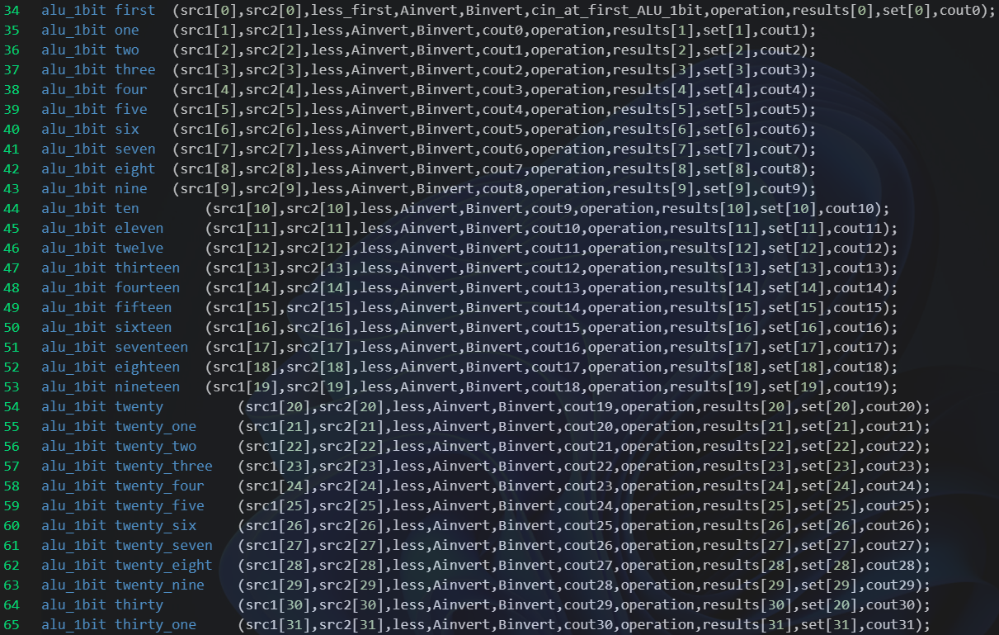 34 alu_1bit first (src1[0],src2[0],less_first,Ainvert,Binvert,cin_at_first_ALU_1bit,operation,results[0],set[0],cout0);
35 alu_1bit one (src1[1],src2[1],less,Ainvert,Binvert,cout0,operation,results[1],set[1],cout1);
36 alu_1bit two (src1[2],src2[2],less,Ainvert,Binvert,cout1,operation,results[2],set[2],cout2);
37 alu_1bit three (src1[3],src2[3],less,Ainvert,Binvert,cout2,operation,results[3],set[3],cout3);
38 alu_1bit four (src1[4],src2[4],less,Ainvert,Binvert,cout3,operation,results[4],set[4],cout4);
39 alu_1bit five (src1[5],src2[5],less,Ainvert,Binvert,cout4,operation,results[5],set[5],cout5);
40 alu_1bit six (src1[6],src2[6],less,Ainvert,Binvert,cout5,operation,results[6],set[6],cout6);
41 alu_1bit seven (src1[7],src2[7],less,Ainvert,Binvert,cout6,operation,results[7],set[7],cout7);
42 alu_1bit eight (src1[8],src2[8],less,Ainvert,Binvert,cout7,operation,results[8],set[8],cout8);
43 alu_1bit nine (src1[9],src2[9],less,Ainvert,Binvert,cout8,operation,results[9],set[9],cout9);
44 alu_1bit ten (src1[10],src2[10],less,Ainvert,Binvert,cout9,operation,results[10],set[10],cout10);
45 alu_1bit eleven (src1[11],src2[11],less,Ainvert,Binvert,cout10,operation,results[11],set[11],cout11);
46 alu_1bit twelve (src1[12],src2[12],less,Ainvert,Binvert,cout11,operation,results[12],set[12],cout12);
47 alu_1bit thirteen (src1[13],src2[13],less,Ainvert,Binvert,cout12,operation,results[13],set[13],cout13);
48 alu_1bit fourteen (src1[14],src2[14],less,Ainvert,Binvert,cout13,operation,results[14],set[14],cout14);
49 alu_1bit fifteen (src1[15],src2[15],less,Ainvert,Binvert,cout14,operation,results[15],set[15],cout15);
50 alu_1bit sixteen (src1[16],src2[16],less,Ainvert,Binvert,cout15,operation,results[16],set[16],cout16);
51 alu_1bit seventeen (src1[17],src2[17],less,Ainvert,Binvert,cout16,operation,results[17],set[17],cout17);
52 alu_1bit eighteen (src1[18],src2[18],less,Ainvert,Binvert,cout17,operation,results[18],set[18],cout18);
53 alu_1bit nineteen (src1[19],src2[19],less,Ainvert,Binvert,cout18,operation,results[19],set[19],cout19);
54 alu_1bit twenty (src1[20],src2[20],less,Ainvert,Binvert,cout19,operation,results[20],set[20],cout20);
55 alu_1bit twenty_one (src1[21],src2[21],less,Ainvert,Binvert,cout20,operation,results[21],set[21],cout21);
56 alu_1bit twenty_two (src1[22],src2[22],less,Ainvert,Binvert,cout21,operation,results[22],set[22],cout22);
57 alu_1bit twenty_three (src1[23],src2[23],less,Ainvert,Binvert,cout22,operation,results[23],set[23],cout23);
58 alu_1bit twenty_four (src1[24],src2[24],less,Ainvert,Binvert,cout23,operation,results[24],set[24],cout24);
59 alu_1bit twenty_five (src1[25],src2[25],less,Ainvert,Binvert,cout24,operation,results[25],set[25],cout25);
60 alu_1bit twenty_six (src1[26],src2[26],less,Ainvert,Binvert,cout25,operation,results[26],set[26],cout26);
61 alu_1bit twenty_seven (src1[27],src2[27],less,Ainvert,Binvert,cout26,operation,results[27],set[27],cout27);
62 alu_1bit twenty_eight (src1[28],src2[28],less,Ainvert,Binvert,cout27,operation,results[28],set[28],cout28);
63 alu_1bit twenty_nine (src1[29],src2[29],less,Ainvert,Binvert,cout28,operation,results[29],set[29],cout29);
64 alu_1bit thirty (src1[30],src2[30],less,Ainvert,Binvert,cout29,operation,results[30],set[20],cout30);
65 alu_1bit thirty_one (src1[31],src2[31],less,Ainvert,Binvert,cout30,operation,results[31],set[31],cout31);